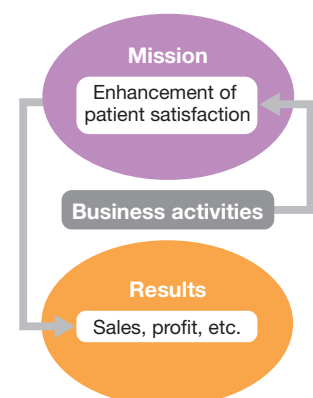 Mission
Enhancement of
patient satisfaction
Business activities
Results
Sales, profit, etc.